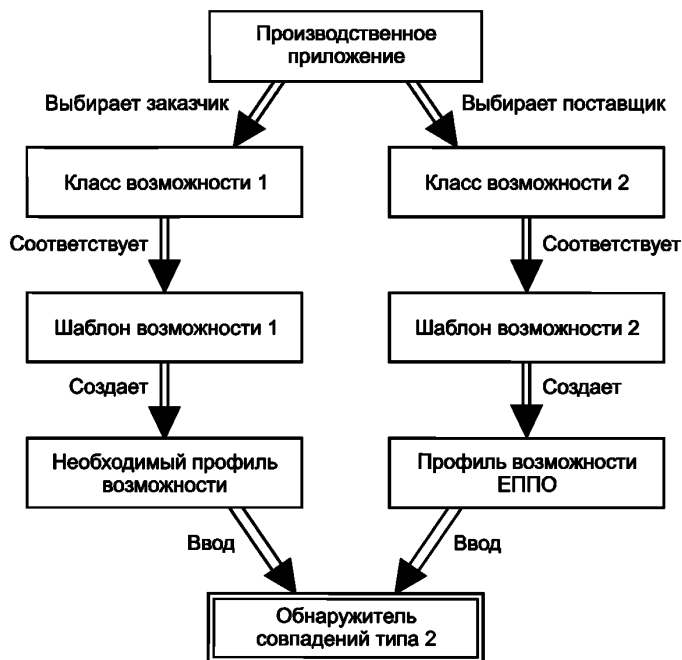 Производственное
приложение
Выбирает заказчик
Выбирает поставщик
Класс возможности 1
Класс возможности 2
Соответствует
Соответствует
Шаблон возможности 1
Шаблон возможности 2
Создает
Создает
Необходимый профиль
возможности
Профиль возможности
ЕППО
Ввод
Ввод
Обнаружитель
совпадений типа 2